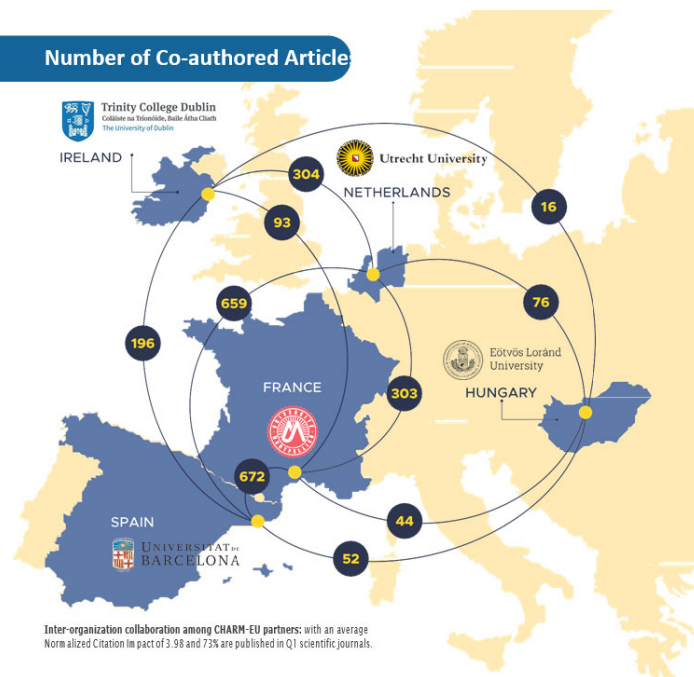 Number of Co-authored Article
Trinity College Dublin
Coláiste na Tríonóide, Baile Átha Cliath
The University of Dublin
IRELAND
Utrecht University
NETHERLANDS
304
93
16
659
76
196
Eötvös Loránd
University
HUNGARY
FRANCE
303
672
SPAIN
UNIVERSITAT DE
BARCELONA
44
52
Inter-organization collaboration among CHARM-EU partners: with an average
Normalized Citation Impact of 3.98 and 73% are published in Q1 scientific journals.